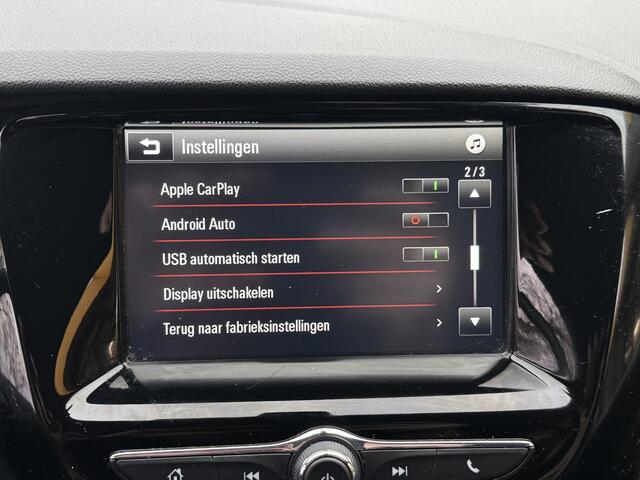 Instellingen
2/3
Apple CarPlay
Android Auto
USB automatisch starten
Display uitschakelen
Terug naar fabrieksinstellingen